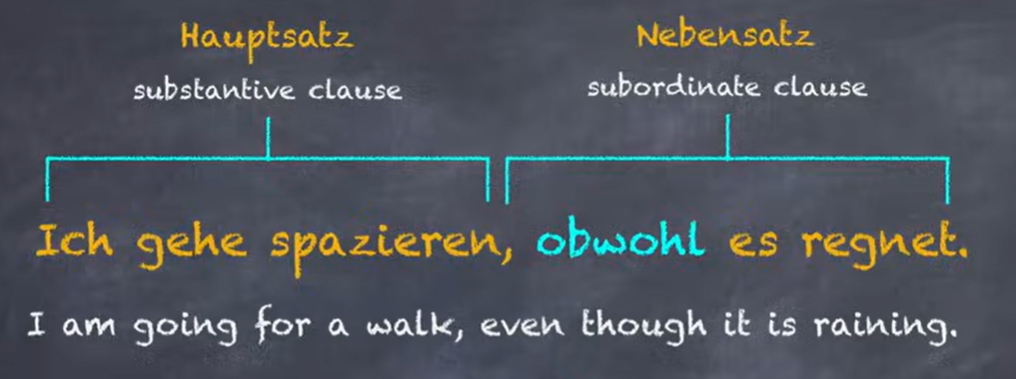 Hauptsatz
substantive clause
Nebensatz
subordinate clause
Ich gehe spazieren, obwohl es regnet.
I am going for a walk, even though it is raining.